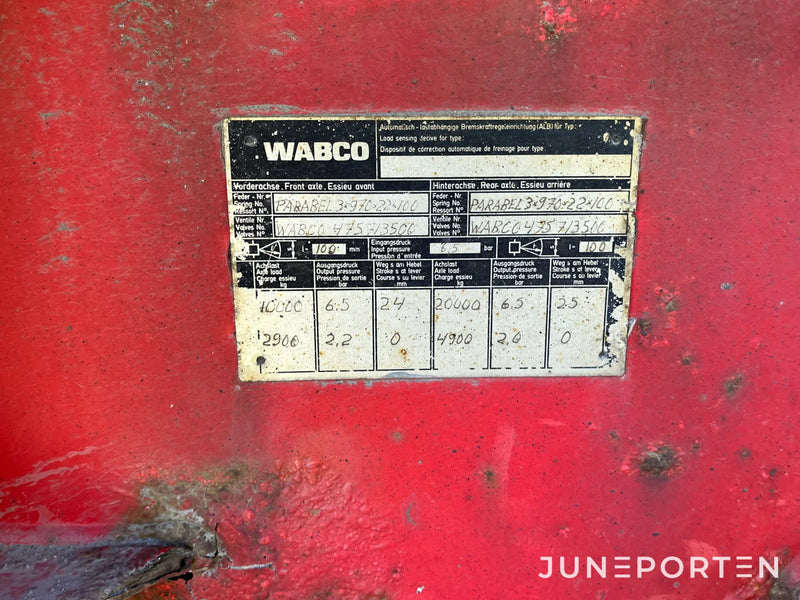 WABCO
Automatisch - lastabhängige Bremskraftregeleinrichtung (ALB) für Typ:
Load sensing device for type:
Dispositif de correction automatique de freinage pour type:
Vorderachse, Front axle, Essieu avant
Hinterachse, Rear axle, Essieu arrière
Feder - Nr. Spring No. Ressort N°. PARABEL 3×970×22×100
Feder - Nr. Spring No. Ressort N°. PARABEL 3×970×22×100
Ventile Nr. Valves No. Valves N°. WABCO 475 713 500
Ventile Nr. Valves No. Valves N°. WABCO 475 713 500
l - 100 mm
Eingangsdruck Input pressure Pression d'entrée 6.5 bar
l - 100
Achslast Ausgangsdruck Weg s am Hebel Achslast Ausgangsdruck Weg s am Hebel
Axle load Output pressure Stroke s at lever Axle load Output pressure Stroke s at lever
Charge essieu Pression de sortie Course s au levier Charge essieu Pression de sortie Course s au levier
kg bar mm kg bar mm
10000 6.5 24 20000 6.5 25
2900 2,2 0 4900 2,0 0
JUNEPORTEN